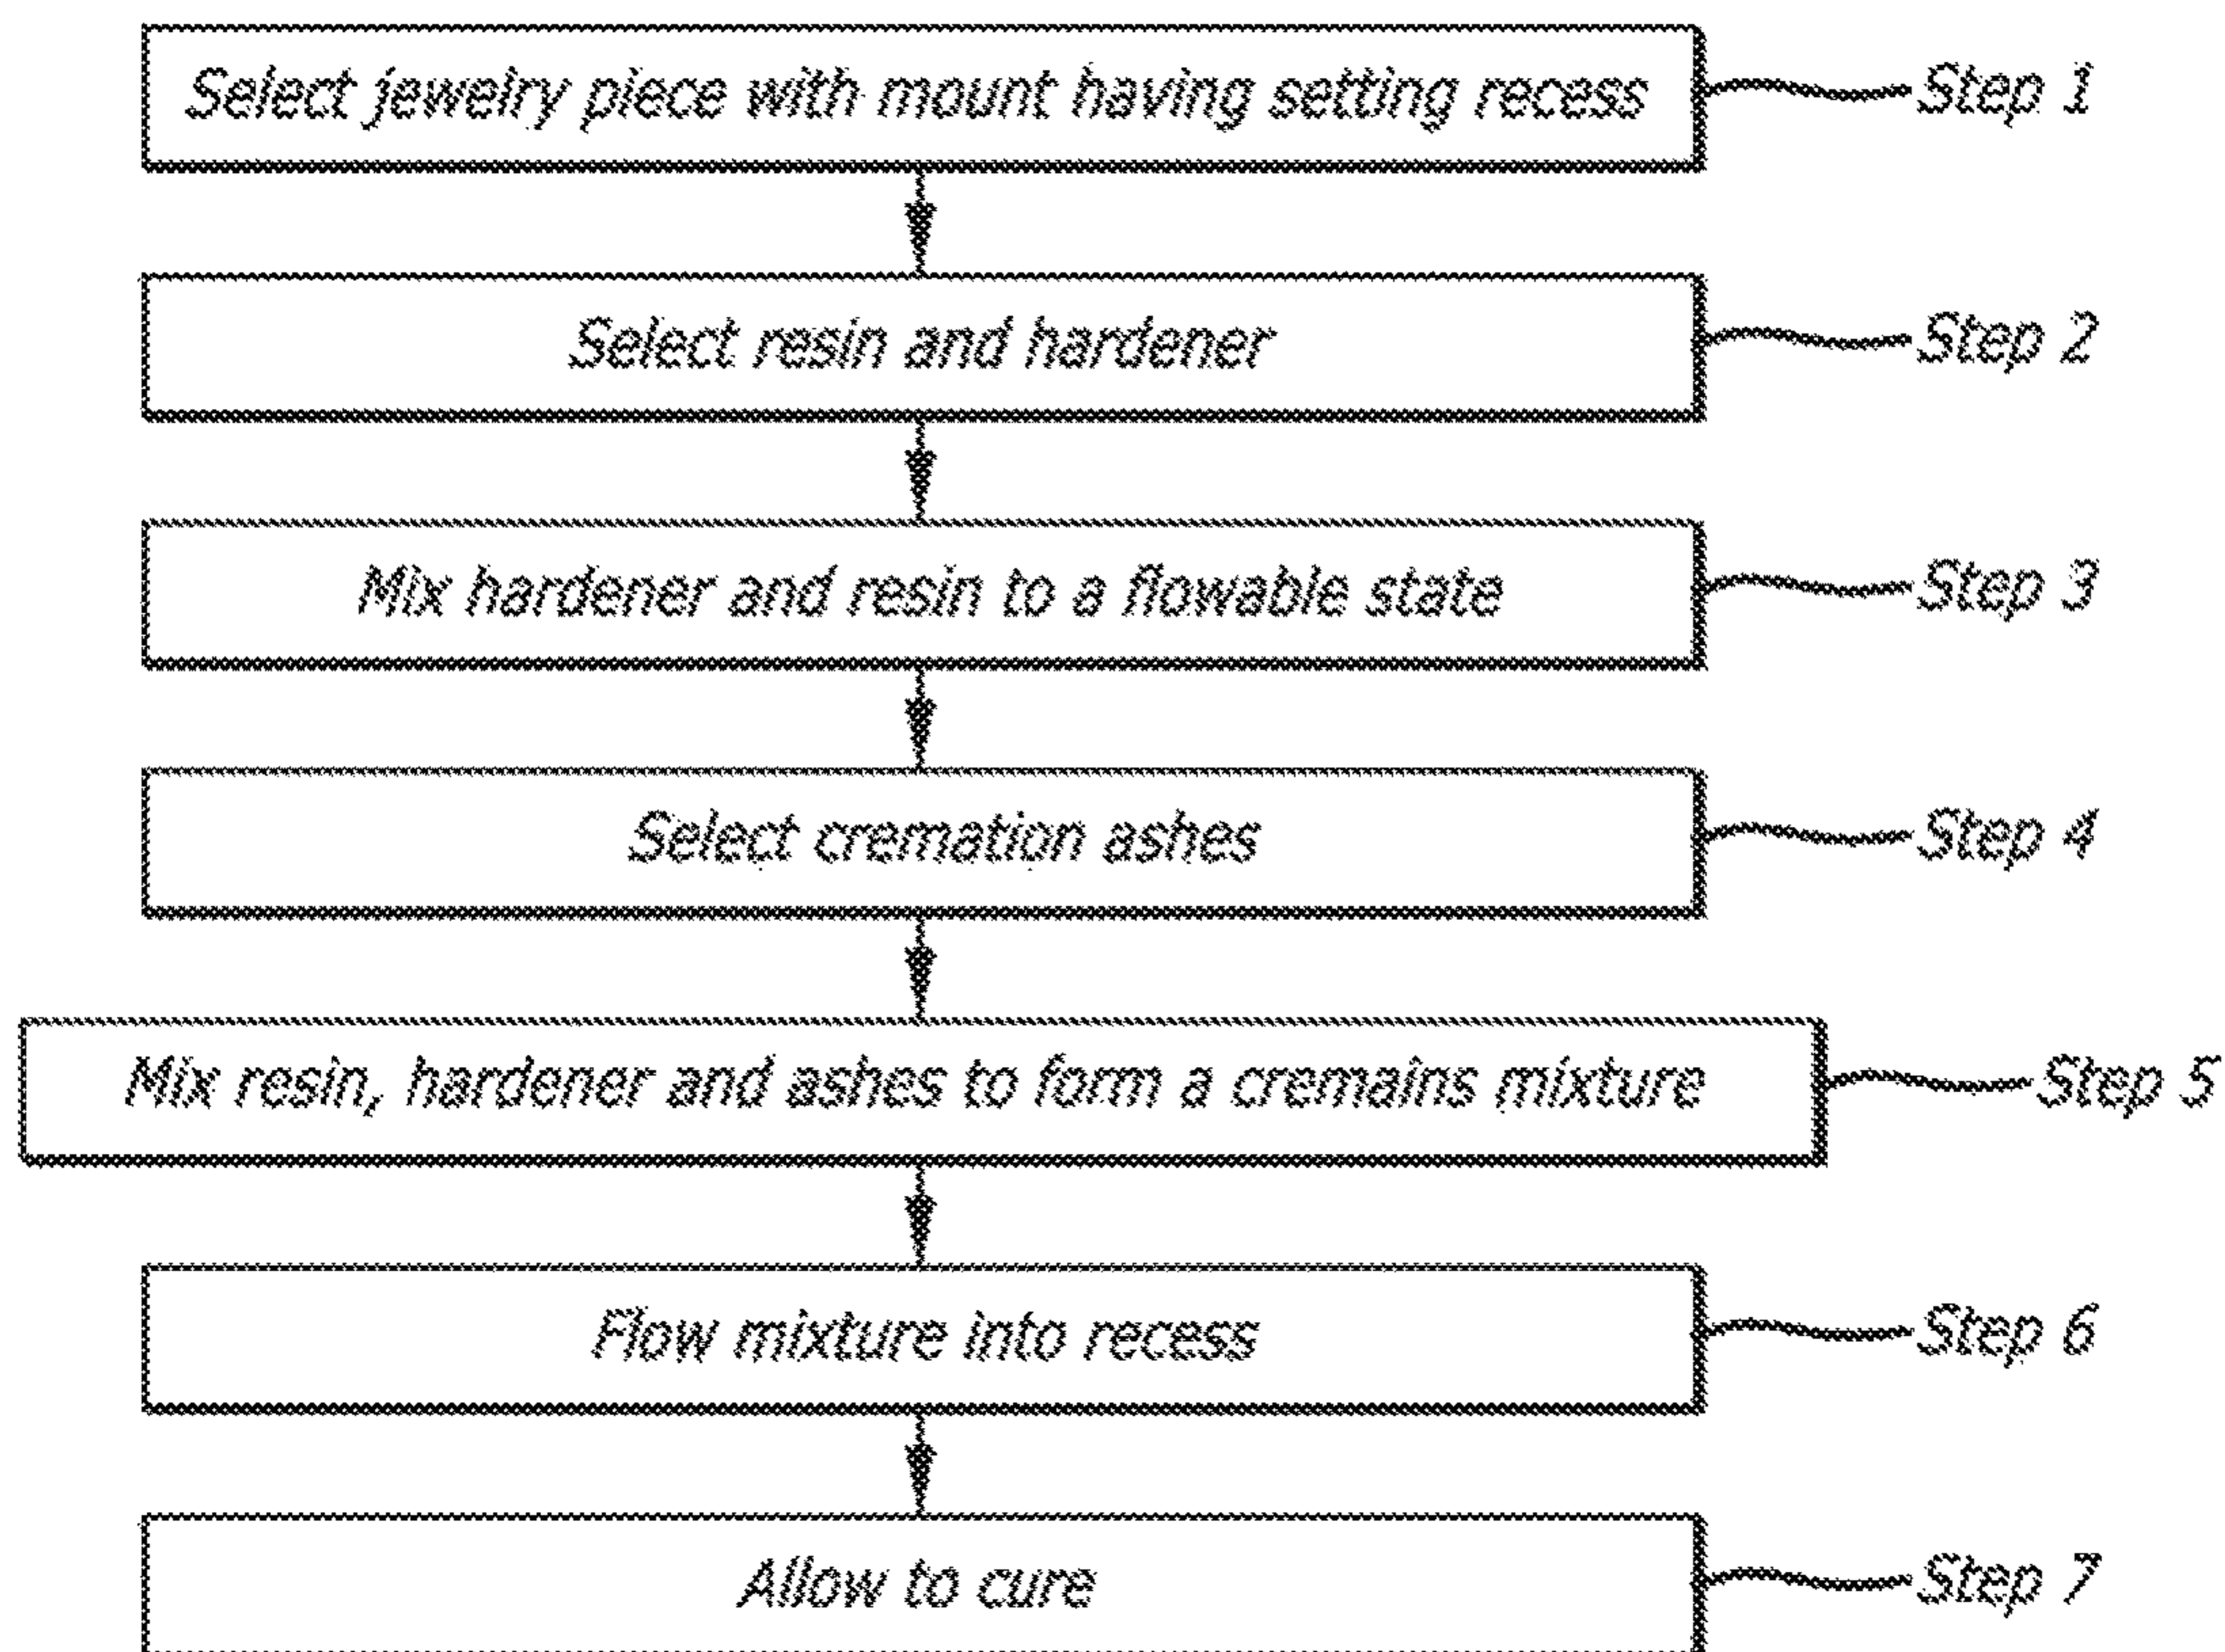 Select jewelry piece with mount having setting recess Step 1
Select resin and hardener Step 2
Mix hardener and resin to a flowable state Step 3
Select cremation ashes Step 4
Mix resin, hardener and ashes to form a cremains mixture Step 5
Flow mixture into recess Step 6
Allow to cure Step 7